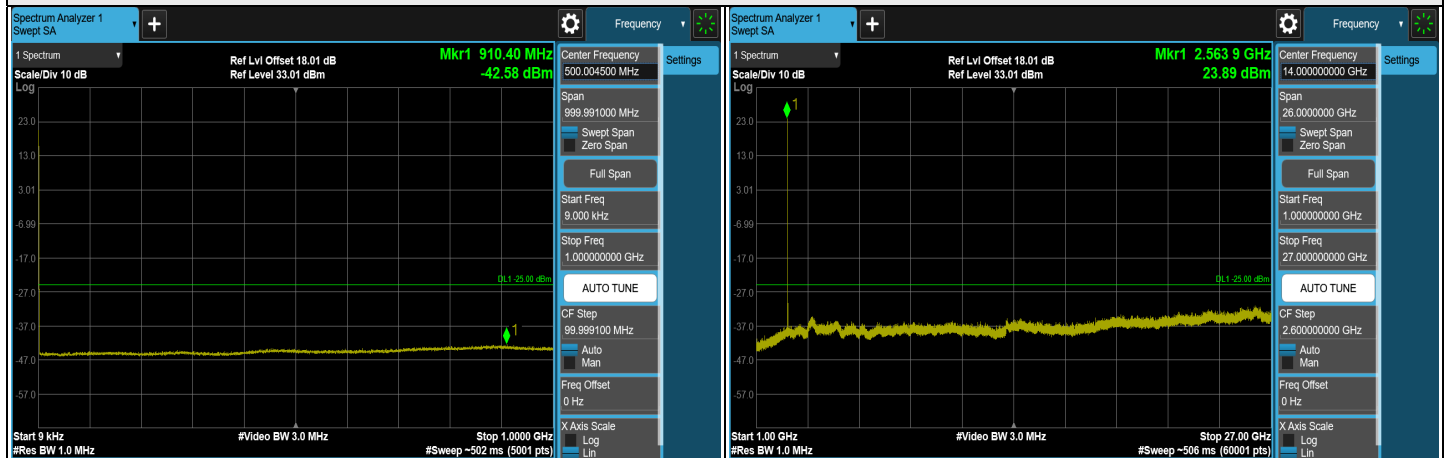 Spectrum Analyzer 1
Swept SA
Frequency
1 Spectrum
Scale/Div 10 dB
Log
Ref Lvl Offset 18.01 dB
Ref Level 33.01 dBm
Mkr1 910.40 MHz
-42.58 dBm
23.0
13.0
3.01
-6.99
-17.0
-27.0
-37.0
-47.0
-57.0
DL1 -25.00 dBm
1
Start 9 kHz
#Res BW 1.0 MHz
#Video BW 3.0 MHz
Stop 1.0000 GHz
#Sweep ~502 ms (5001 pts)
Center Frequency
500.004500 MHz
Span
999.991000 MHz
Swept Span
Zero Span
Full Span
Start Freq
9.000 kHz
Stop Freq
1.000000000 GHz
AUTO TUNE
CF Step
99.999100 MHz
Auto
Man
Freq Offset
0 Hz
X Axis Scale
Log
Lin
Settings
Spectrum Analyzer 1
Swept SA
Frequency
1 Spectrum
Scale/Div 10 dB
Log
Ref Lvl Offset 18.01 dB
Ref Level 33.01 dBm
Mkr1 2.563 9 GHz
23.89 dBm
23.0
13.0
3.01
-6.99
-17.0
-27.0
-37.0
-47.0
-57.0
DL1 -25.00 dBm
1
Start 1.00 GHz
#Res BW 1.0 MHz
#Video BW 3.0 MHz
Stop 27.00 GHz
#Sweep ~506 ms (60001 pts)
Center Frequency
14.00000000 GHz
Span
26.0000000 GHz
Swept Span
Zero Span
Full Span
Start Freq
1.000000000 GHz
Stop Freq
27.00000000 GHz
AUTO TUNE
CF Step
2.600000000 GHz
Auto
Man
Freq Offset
0 Hz
X Axis Scale
Log
Lin
Settings